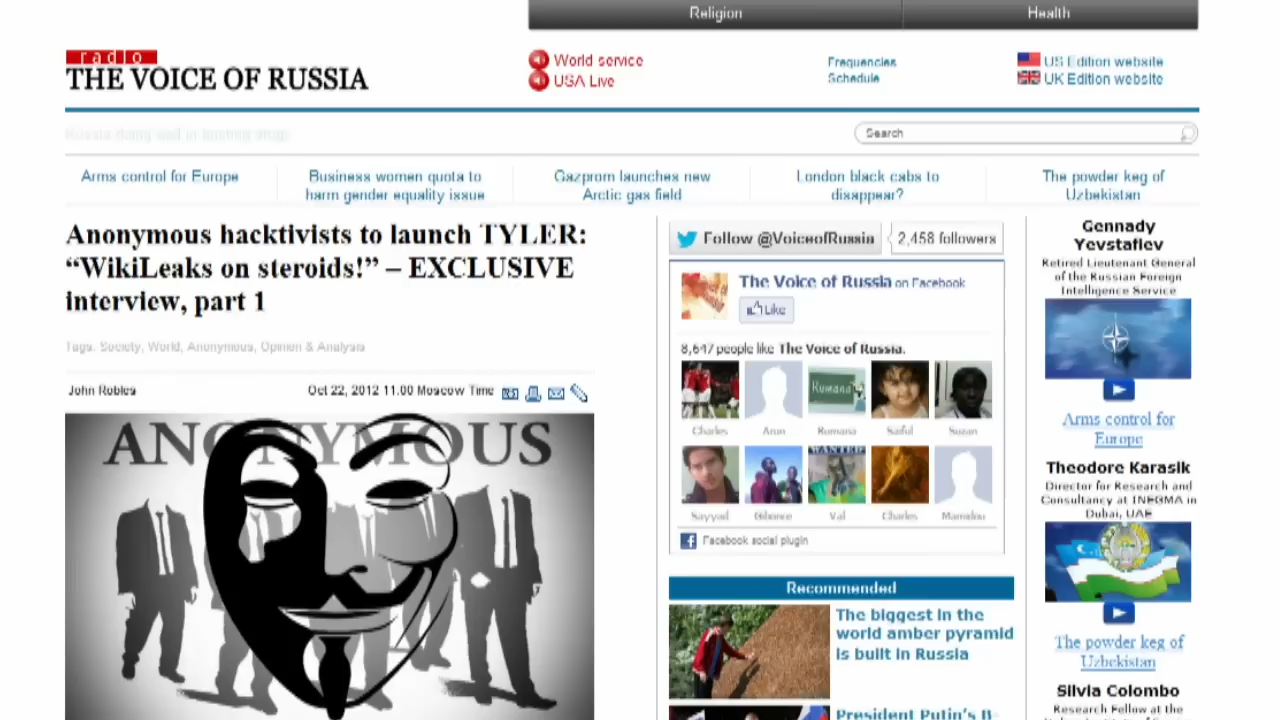 Religion
Health
radio
THE VOICE OF RUSSIA
World service
USA Live
Frequencies
Schedule
US Edition website
UK Edition website
Search
Arms control for Europe
Business women quota to
harm gender equality issue
Gazprom launches new
Arctic gas field
London black cabs to
disappear?
The powder keg of
Uzbekistan
Anonymous hacktivists to launch TYLER:
“WikiLeaks on steroids!” – EXCLUSIVE
interview, part 1
Tags: Society, World, Anonymous, Opinion & Analysis
John Robles
Oct 22, 2012 11:00 Moscow Time
ANONYMOUS
Follow @VoiceofRussia
2,458 followers
The Voice of Russia on Facebook
Like
8,647 people like The Voice of Russia.
Rumana
WANTED
Charles
Arun
Rumana
Saiful
Suzan
Sayyad
Gibonce
Val
Charles
Mamadou
Facebook social plugin
Recommended
The biggest in the
world amber pyramid
is built in Russia
President Putin's B-
Gennady
Yevstafiev
Retired Lieutenant General
of the Russian Foreign
Intelligence Service
Arms control for
Europe
Theodore Karasik
Director for Research and
Consultancy at INEGMA in
Dubai, UAE
The powder keg of
Uzbekistan
Silvia Colombo
Research Fellow at the